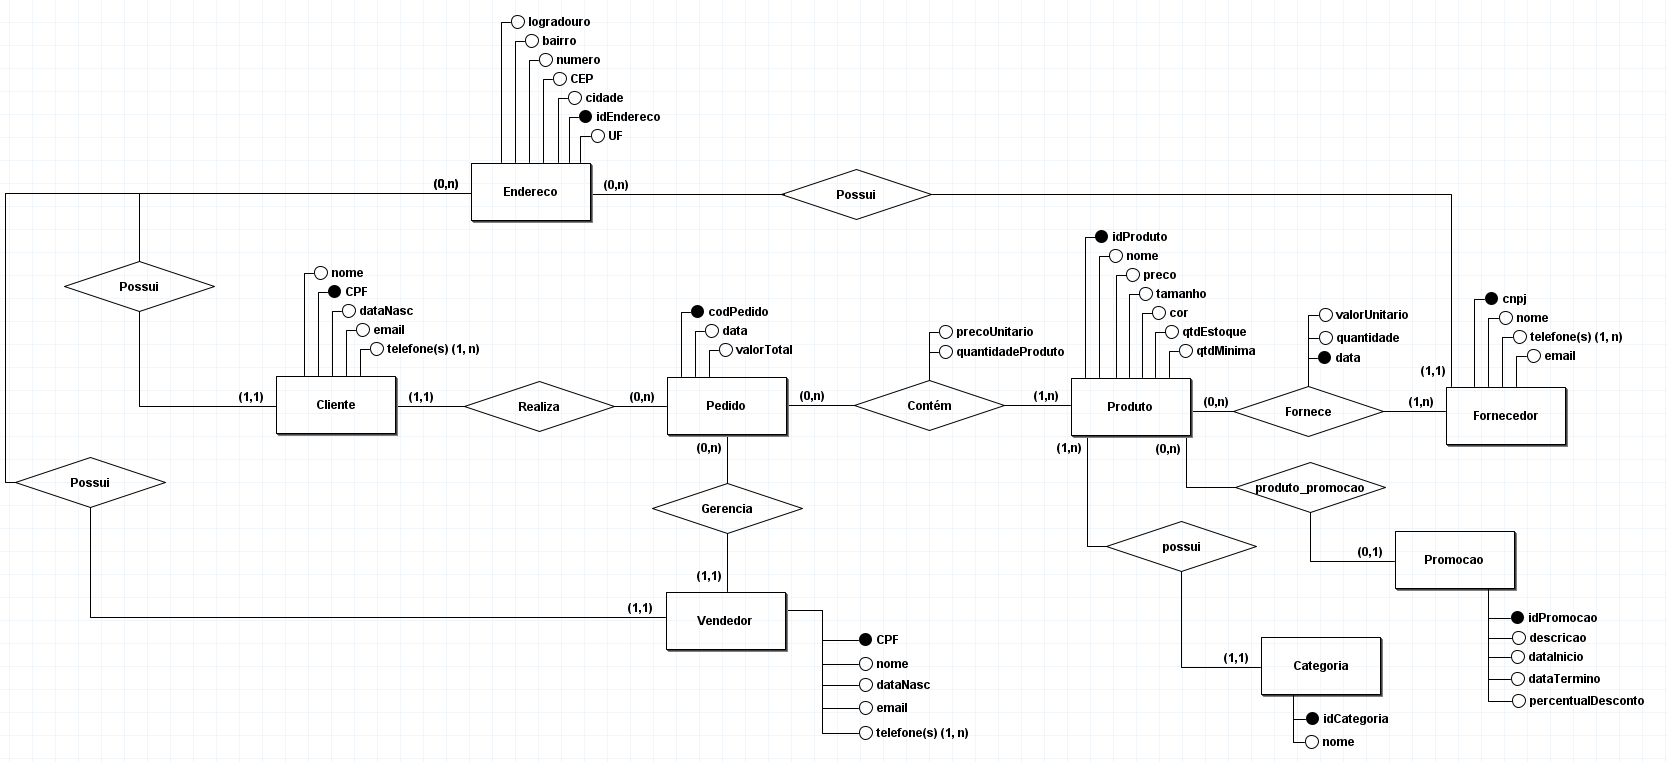 logradouro
bairro
numero
CEP
cidade
idEndereco
UF
(0,n)
Endereco
(0,n)
Possui
Possui
nome
CPF
dataNasc
email
telefone(s) (1, n)
(1,1)
Cliente
(1,1)
Realiza
(0,n)
codPedido
data
valorTotal
Pedido
(0,n)
precoUnitario
quantidadeProduto
Contém
(1,n)
idProduto
nome
preco
tamanho
cor
qtdEstoque
qtdMinima
Produto
(0,n)
valorUnitario
quantidade
data
Fornece
(1,n)
cnpj
nome
telefone(s) (1, n)
email
(1,1)
Fornecedor
(0,n)
Gerencia
(1,1)
Possui
(1,1)
Vendedor
CPF
nome
dataNasc
email
telefone(s) (1, n)
(1,n)
(0,n)
produto_promocao
(0,1)
Promocao
idPromocao
descricao
dataInicio
dataTermino
percentualDesconto
possui
(1,1)
Categoria
idCategoria
nome